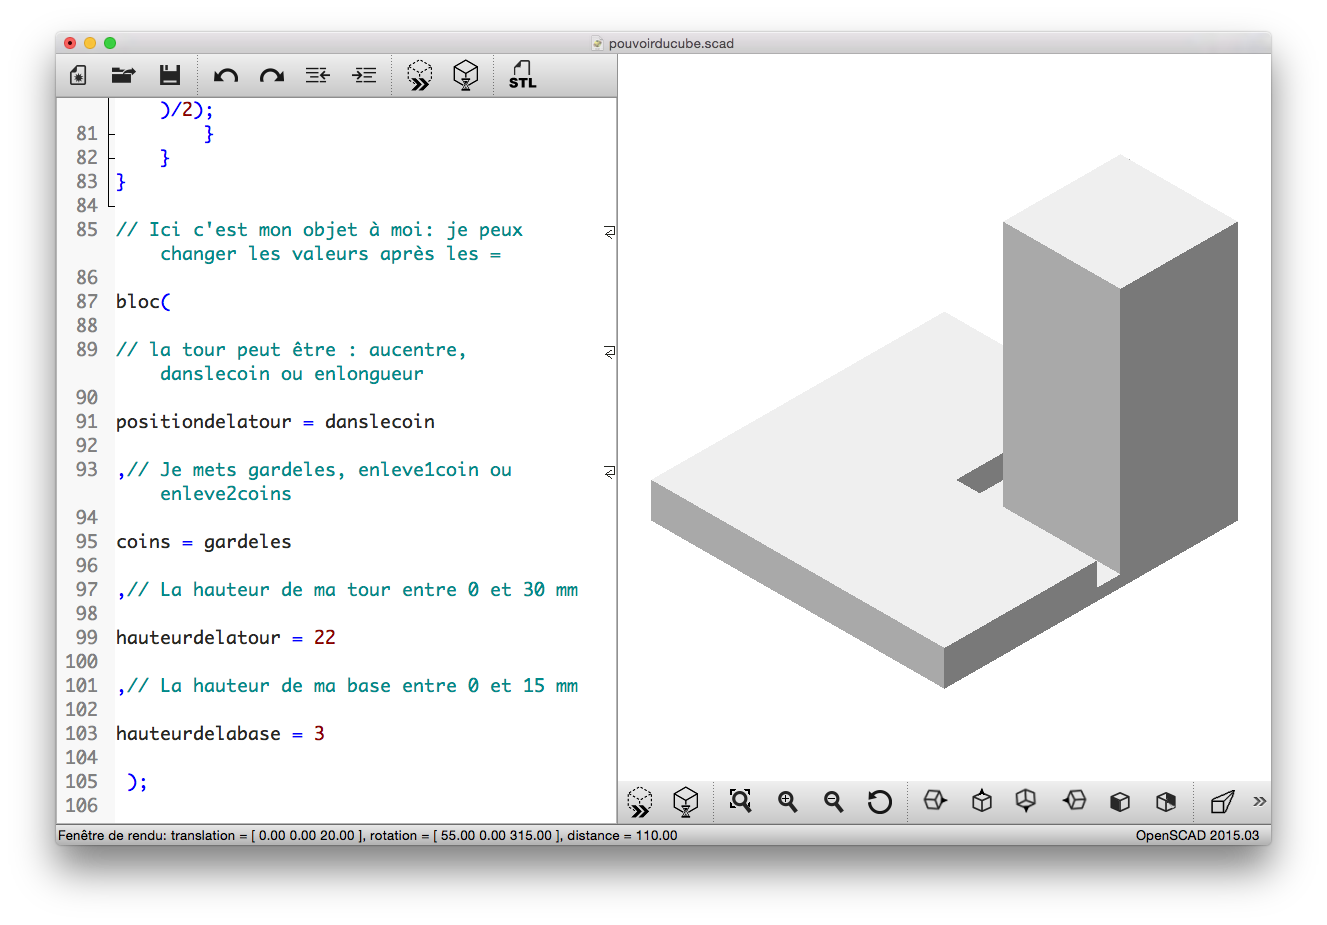 pouvoirducube.scad
STL
)/2);
81 }
82 }
83 }
84
85 // Ici c'est mon objet à moi: je peux
changer les valeurs après les =
86
87 bloc(
88
89 // la tour peut être : aucentre,
danslecoin ou enlongueur
90
91 positiondelatour = danslecoin
92
93 ,// Je mets gardeles, enleve1coin ou
enleve2coins
94
95 coins = gardeles
96
97 ,// La hauteur de ma tour entre 0 et 30 mm
98
99 hauteurdelatour = 22
100
101 ,// La hauteur de ma base entre 0 et 15 mm
102
103 hauteurdelabase = 3
104
105 );
106
Fenêtre de rendu: translation = [ 0.00 0.00 20.00 ], rotation = [ 55.00 0.00 315.00 ], distance = 110.00
OpenSCAD 2015.03